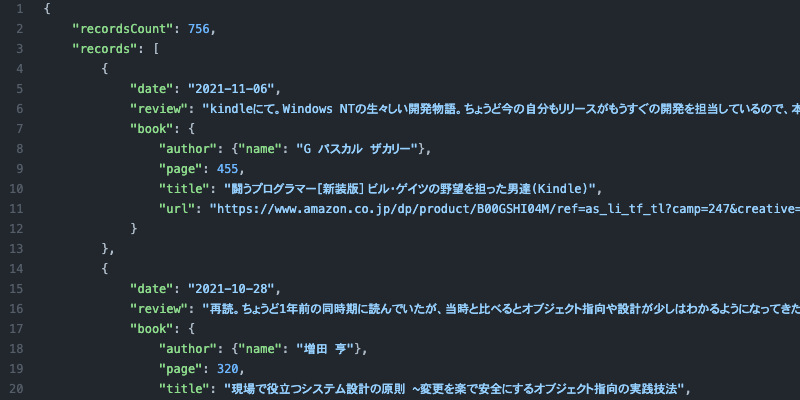 1 {
2 "recordsCount": 756,
3 "records": [
4 {
5 "date": "2021-11-06",
6 "review": "kindleにて。Windows NTの生々しい開発物語。ちょうど今の自分もリリースがもうすぐの開発を担当しているので、本
7 "book": {
8 "author": {"name": "G パスカル ザカリー"},
9 "page": 455,
10 "title": "闘うプログラマー[新装版] ビル・ゲイツの野望を担った男達(Kindle)",
11 "url": "https://www.amazon.co.jp/dp/product/B00GSHI04M/ref=as_li_tf_tl?camp=247&creative=
12 }
13 },
14 {
15 "date": "2021-10-28",
16 "review": "再読。ちょうど1年前の同時期に読んでいたが、当時と比べるとオブジェクト指向や設計が少しはわかるようになってきた
17 "book": {
18 "author": {"name": "増田 亨"},
19 "page": 320,
20 "title": "現場で役立つシステム設計の原則 ~変更を楽で安全にするオブジェクト指向の実践技法",